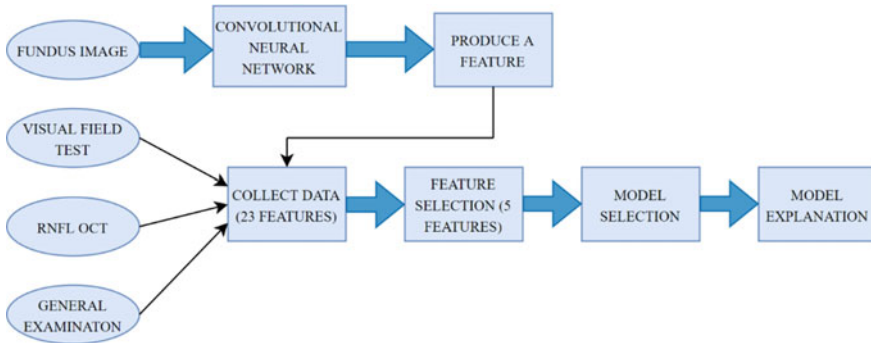 FUNDUS IMAGE
CONVOLUTIONAL
NEURAL
NETWORK
PRODUCE A
FEATURE
VISUAL FIELD
TEST
COLLECT DATA
(23 FEATURES)
FEATURE
SELECTION (5
FEATURES)
MODEL
SELECTION
MODEL
EXPLANATION
RNFL OCT
GENERAL
EXAMINATON